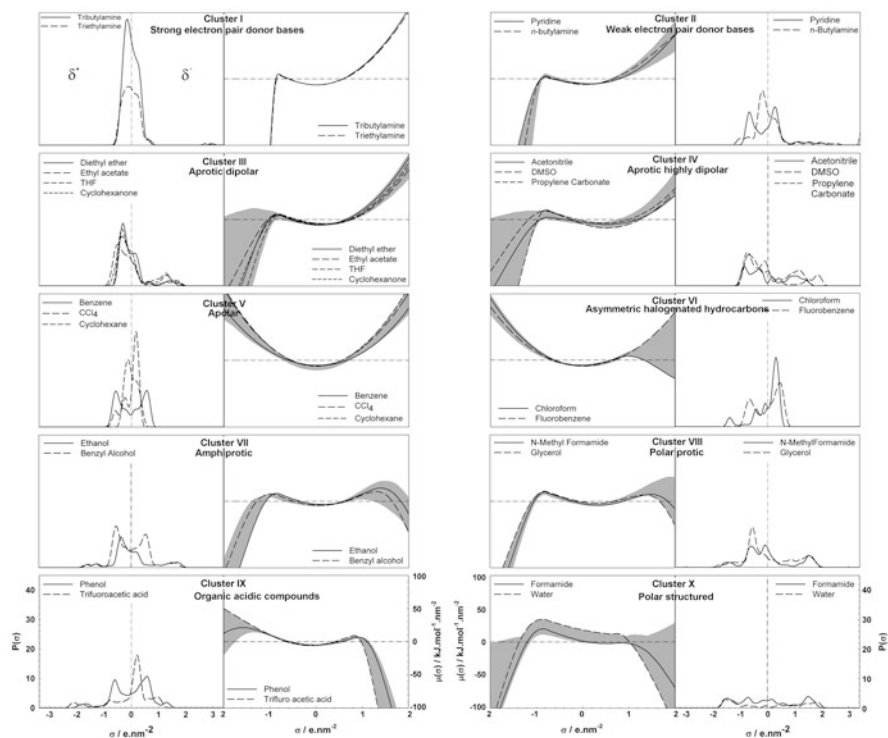 Tributylamine
Triethylamine
Cluster I
Strong electron pair donor bases
δ+
δ-
Tributylamine
Triethylamine
Cluster II
Weak electron pair donor bases
Pyridine
n-butylamine
Pyridine
n-Butylamine
Cluster III
Aprotic dipolar
Diethyl ether
Ethyl acetate
THF
Cyclohexanone
Diethyl ether
Ethyl acetate
THF
Cyclohexanone
Cluster IV
Aprotic highly dipolar
Acetonitrile
DMSO
Propylene Carbonate
Acetonitrile
DMSO
Propylene
Carbonate
Cluster V
Apolar
Benzene
CCl4
Cyclohexane
Benzene
CCl4
Cyclohexane
Cluster VI
Asymmetric halogenated hydrocarbons
Chloroform
Fluorobenzene
Chloroform
Fluorobenzene
Cluster VII
Amphiprotic
Ethanol
Benzyl Alcohol
Ethanol
Benzyl alcohol
Cluster VIII
Polar protic
N-Methyl Formamide
Glycerol
N-MethylFormamide
Glycerol
Cluster IX
Organic acidic compounds
Phenol
Trifluoroacetic acid
Phenol
Trifluro acetic acid
40
30
20
10
0
P(σ)
-3 -2 -1 0 1 2 3
σ / e.nm-2
2 -1 0 1 2
σ / e.nm-2
100
50
0
-50
-100
μ(σ) / kJ.mol-1.nm-2
Cluster X
Polar structured
Formamide
Water
Formamide
Water
100
50
0
-50
-100
μ(σ) / kJ.mol-1.nm-2
2 -1 0 1 2
σ / e.nm-2
-3 -2 -1 0 1 2 3
σ / e.nm-2
40
30
20
10
0
P(σ)